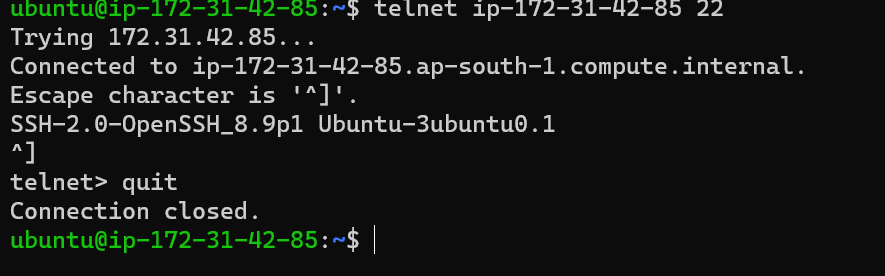 ubuntu@ip-172-31-42-85:~$ telnet ip-172-31-42-85 22
Trying 172.31.42.85...
Connected to ip-172-31-42-85.ap-south-1.compute.internal.
Escape character is '^]'.
SSH-2.0-OpenSSH_8.9p1 Ubuntu-3ubuntu0.1
^]
telnet> quit
Connection closed.
ubuntu@ip-172-31-42-85:~$